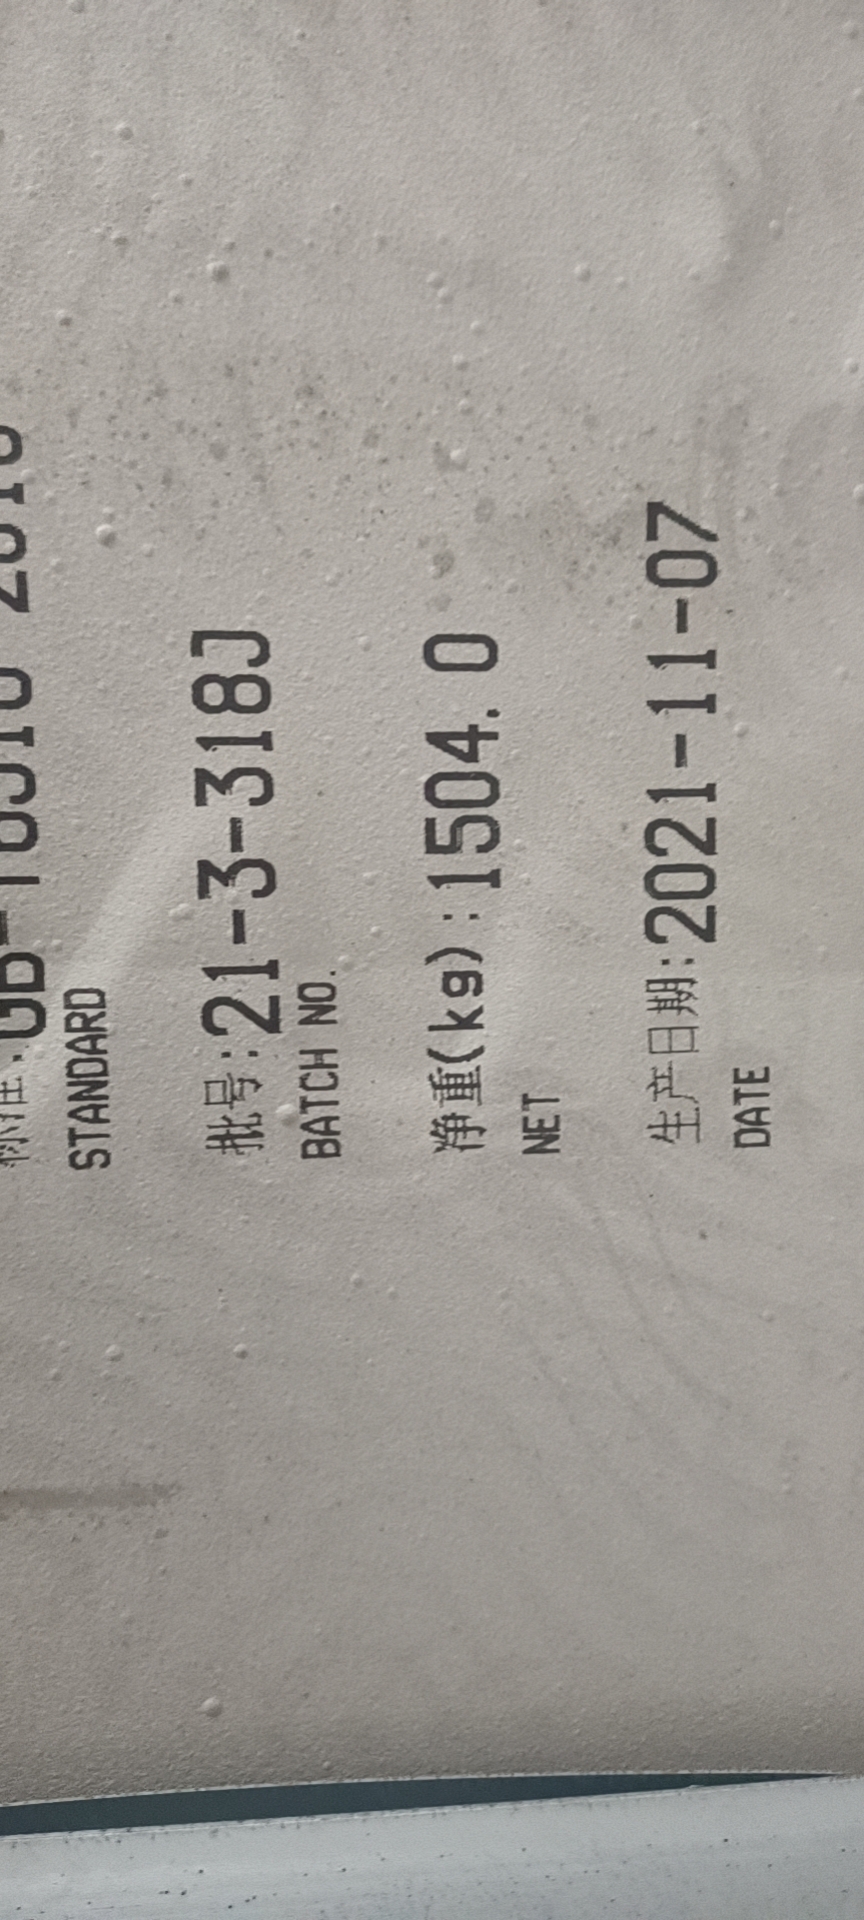 STANDARD
批号:21-3-318J
BATCH NO.
净重(kg):1504.0
NET
生产日期:2021-11-07
DATE